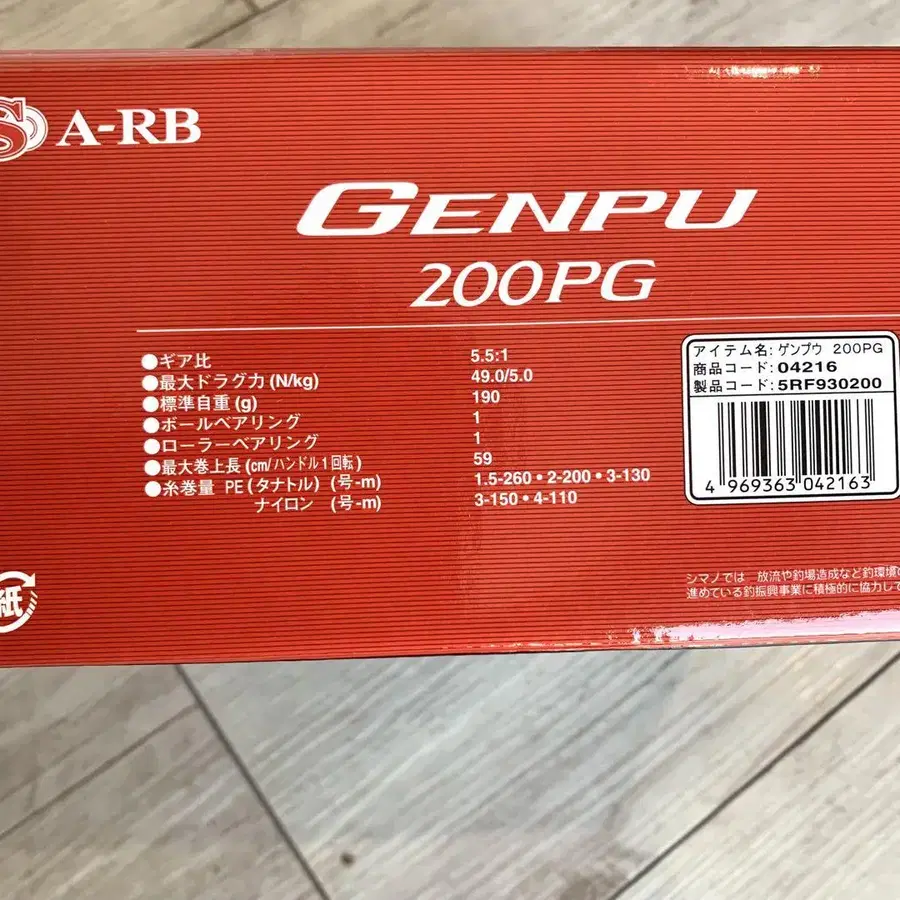 S A-RB
GENPU
200PG
●ギア比 5.5:1
●最大ドラグ力(N/kg) 49.0/5.0
●標準自重(g) 190
●ボールベアリング 1
●ローラーベアリング 1
●最大巻上長(cm/ハンドル1回転) 59
●糸巻量 PE(タナトル) (号-m) 1.5-260・2-200・3-130
ナイロン (号-m) 3-150・4-110
アイテム名: ゲンプウ 200PG
商品コード: 04216
製品コード: 5RF930200
4 969363 042163
紙
シマノでは 放流や釣場造成など釣環境の
進めている釣振興事業に積極的に協力して